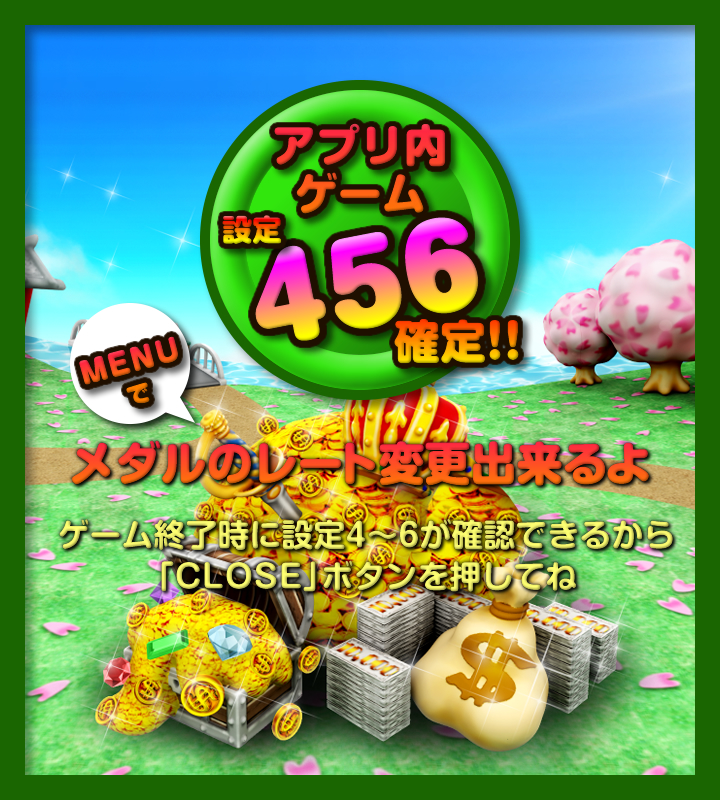 アプリ内
ゲーム
設定
456
確定!!
MENU
で
メダルのレート変更出来るよ
ゲーム終了時に設定4～6が確認できるから
「CLOSE」ボタンを押してね
$